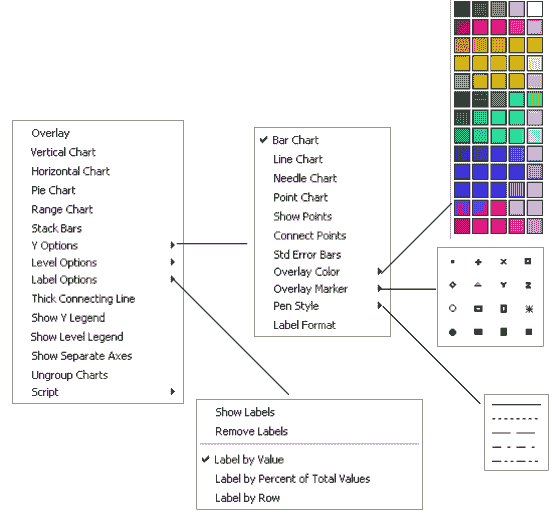 Overlay
Vertical Chart
Horizontal Chart
Pie Chart
Range Chart
Stack Bars
Y Options
Level Options
Label Options
Thick Connecting Line
Show Y Legend
Show Level Legend
Show Separate Axes
Ungroup Charts
Script
Bar Chart
Line Chart
Needle Chart
Point Chart
Show Points
Connect Points
Std Error Bars
Overlay Color
Overlay Marker
Pen Style
Label Format
Show Labels
Remove Labels
Label by Value
Label by Percent of Total Values
Label by Row